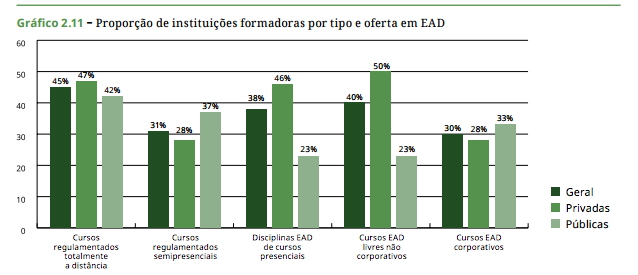 Gráfico 2.11 – Proporção de instituições formadoras por tipo e oferta em EAD
60
50
40
30
20
10
0
45%
47%
42%
31%
28%
37%
38%
46%
23%
40%
50%
23%
30%
28%
33%
Cursos
regulamentados
totalmente
a distância
Cursos
regulamentados
semipresenciais
Disciplinas EAD
de cursos
presenciais
Cursos EAD
livres não
corporativos
Cursos EAD
corporativos
Geral
Privadas
Públicas